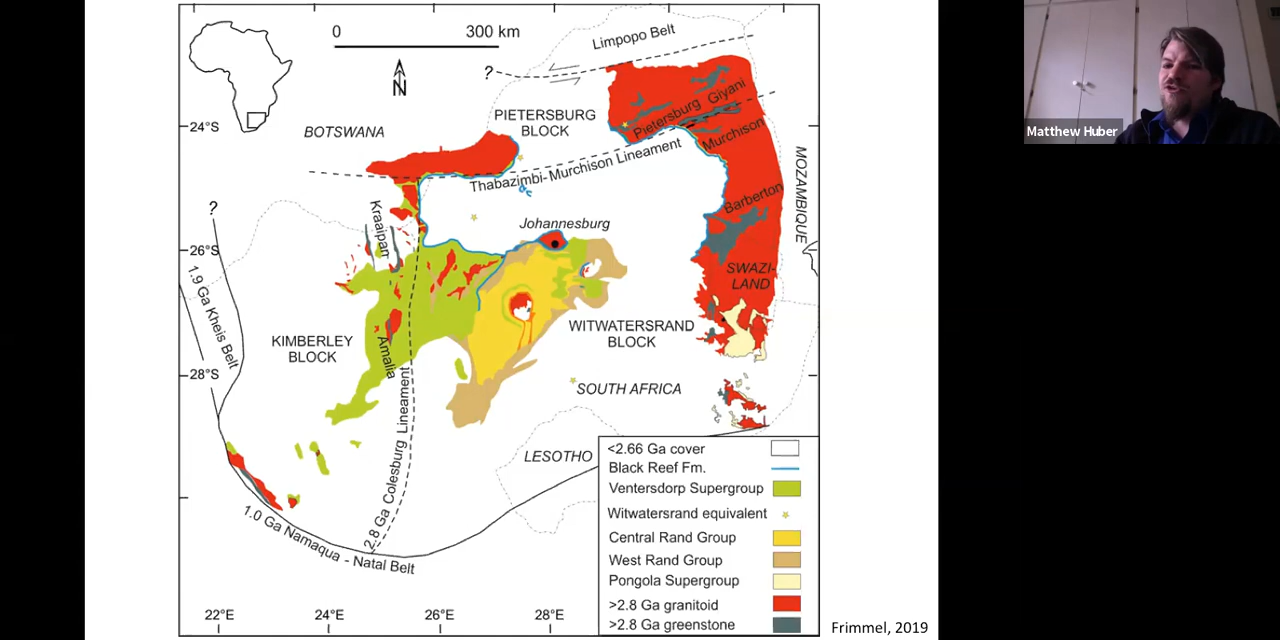 0 300 km
N
Limpopo Belt
?
PIETERSBURG
BLOCK
Pietersburg
Giyani
Murchison
24°S
BOTSWANA
Thabazimbi-Murchison Lineament
MOZAMBIQUE
Barberton
?
Kraaipan
Johannesburg
26°S
SWAZI-
LAND
1.9 Ga Kheis Belt
KIMBERLEY
BLOCK
Amalia
WITWATERSRAND
BLOCK
28°S
SOUTH AFRICA
2.8 Ga Colesburg Lineament
LESOTHO
1.0 Ga Namaqua - Natal Belt
<2.66 Ga cover
Black Reef Fm.
Ventersdorp Supergroup
Witwatersrand equivalent
Central Rand Group
West Rand Group
Pongola Supergroup
>2.8 Ga granitoid
>2.8 Ga greenstone
22°E 24°E 26°E 28°E
Frimmel, 2019
Matthew Huber